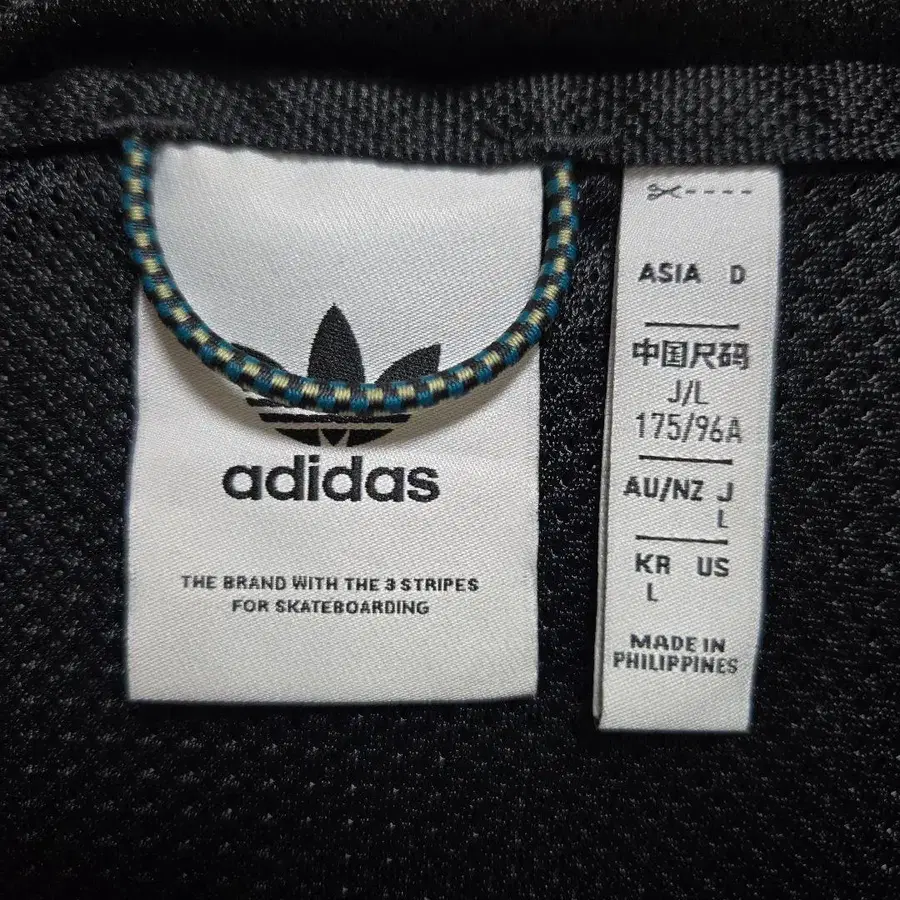 adidas
THE BRAND WITH THE 3 STRIPES
FOR SKATEBOARDING
ASIA D
中国尺码
J/L
175/96A
AU/NZ J
L
KR US
L
MADE IN
PHILIPPINES